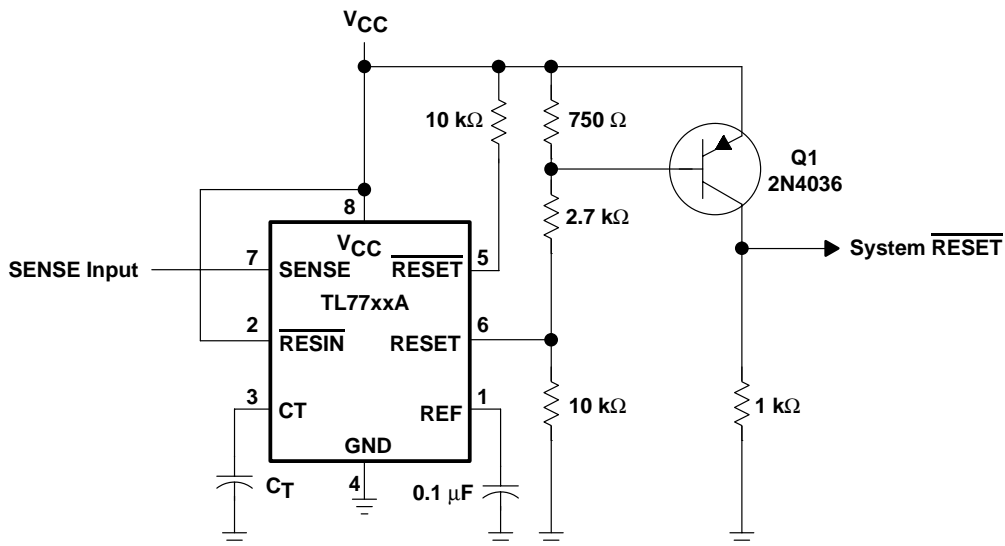 VCC
10 kΩ
750 Ω
Q1
2N4036
8
2.7 kΩ
VCC
System RESET
SENSE Input
7
SENSE
RESET
5
TL77xxA
2
RESIN
RESET
6
3
CT
REF
1
10 kΩ
1 kΩ
GND
CT
4
0.1 μF